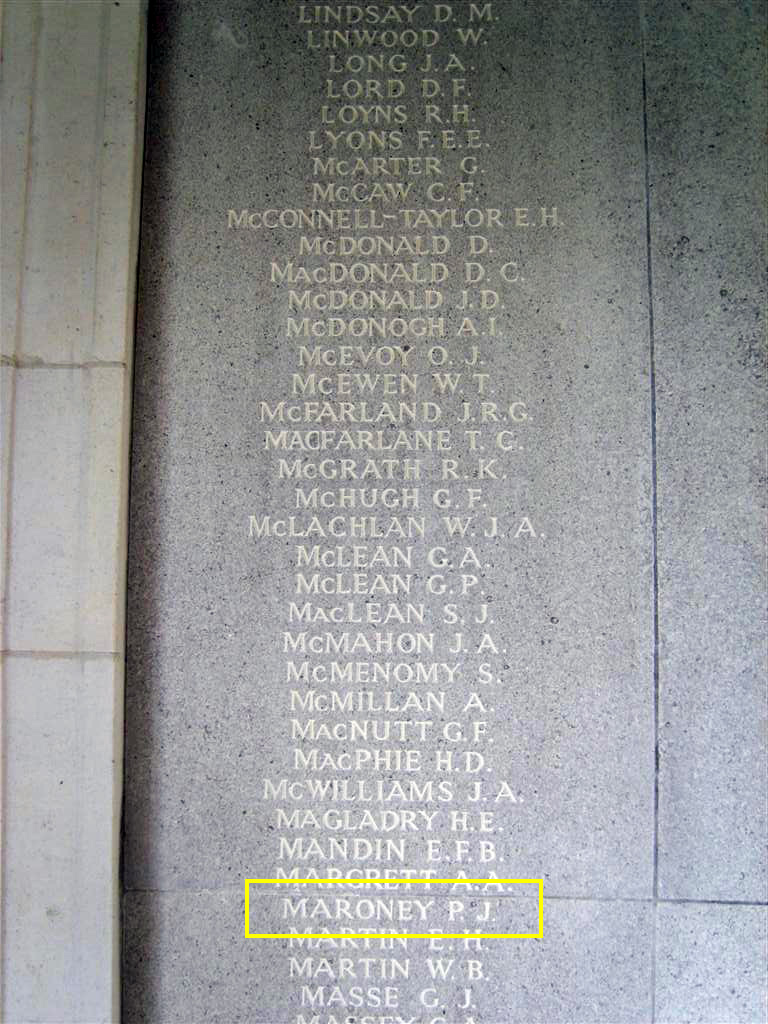 LINDSAY D. M.
LINWOOD W.
LONG J. A.
LORD D. F.
LOYNS R. H.
LYONS F. E. E.
McARTER G.
McCAW C. F.
McCONNELL-TAYLOR E. H.
McDONALD D.
MacDONALD D. C.
McDONALD J. D.
McDONOGH A. I.
McEVOY O. J.
McEWEN W. T.
McFARLAND J. R. G.
MACFARLANE T. C.
McGRATH R. K.
McHUGH G. F.
McLACHLAN W. J. A.
McLEAN G. A.
McLEAN G. P.
MacLEAN S. J.
McMAHON J. A.
McMENOMY S.
McMILLAN A.
MacNUTT G. F.
MacPHIE H. D.
McWILLIAMS J. A.
MAGLADRY H. E.
MANDIN E. F. B.
MARGRETT A. A.
MARONEY P. J.
MARTIN E. H.
MARTIN W. B.
MASSE G. J.
MASSEY G. A.